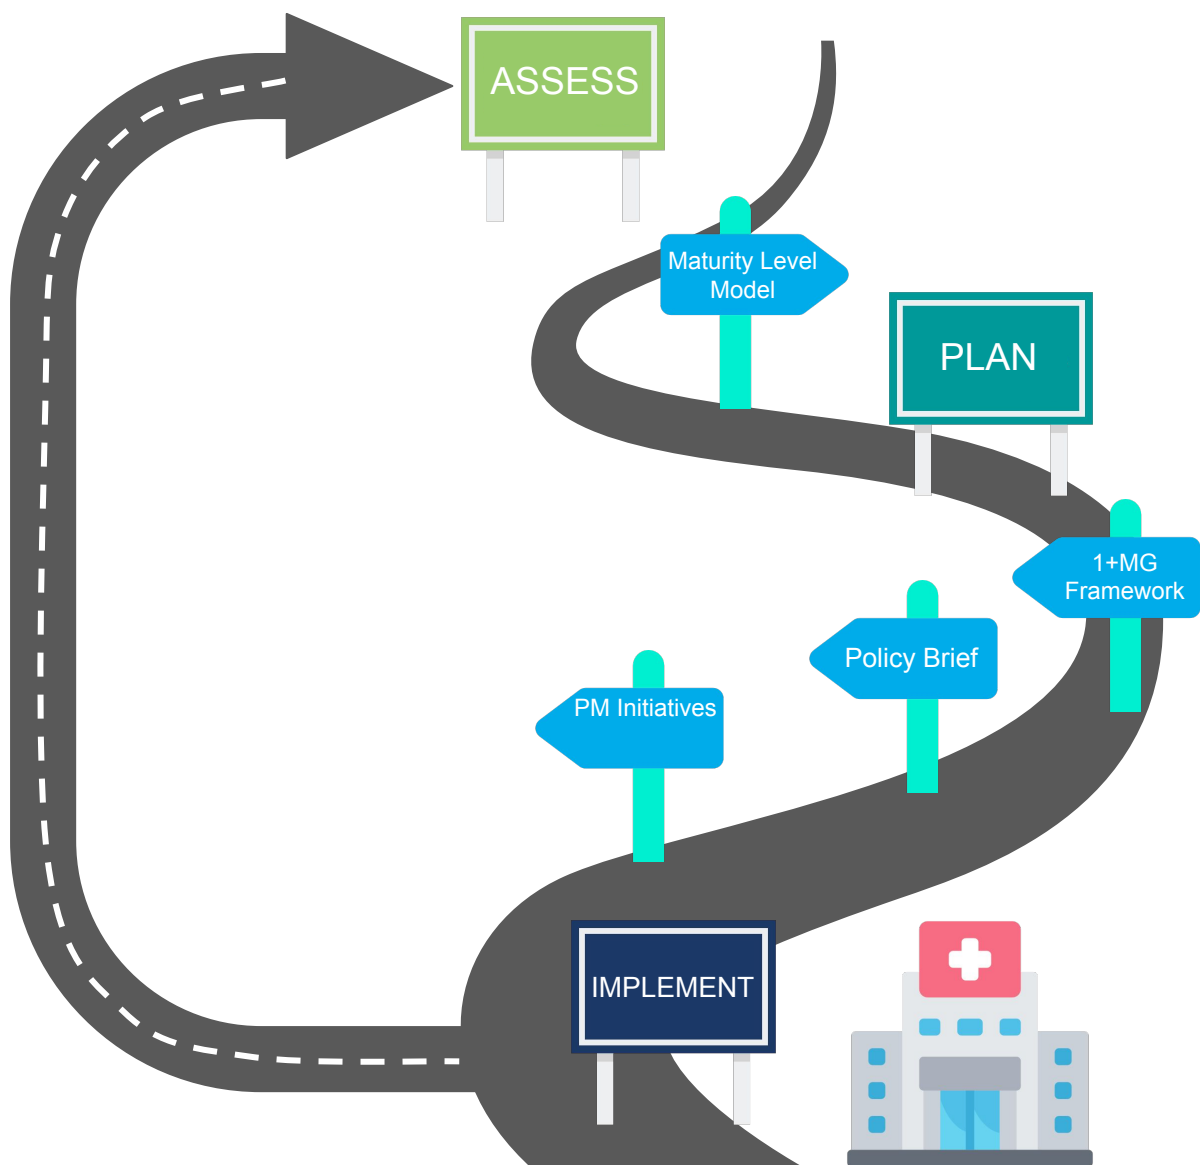 ASSESS
Maturity Level
Model
PLAN
1+MG
Framework
Policy Brief
PM Initiatives
IMPLEMENT